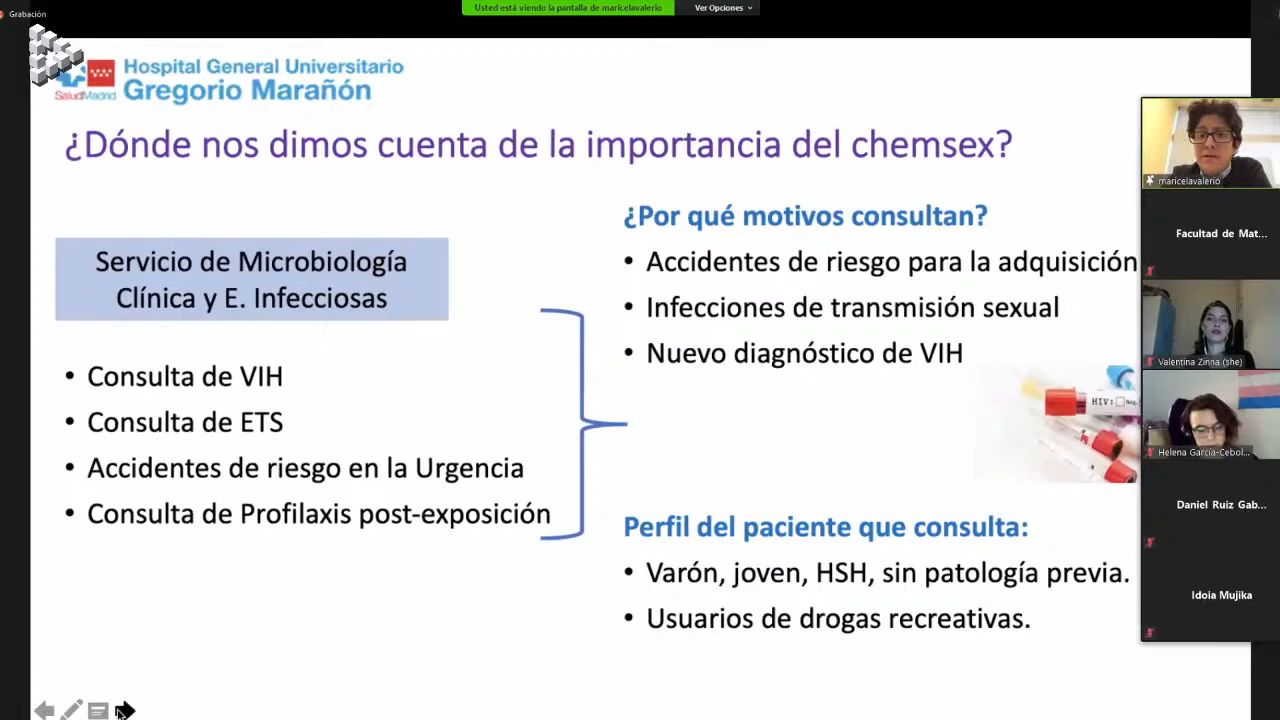 Grabación
Usted está viendo la pantalla de maricelavalerio
Ver Opciones
SaludMadrid
Hospital General Universitario
Gregorio Marañón
¿Dónde nos dimos cuenta de la importancia del chemsex?
Servicio de Microbiología
Clínica y E. Infecciosas
• Consulta de VIH
• Consulta de ETS
• Accidentes de riesgo en la Urgencia
• Consulta de Profilaxis post-exposición
¿Por qué motivos consultan?
• Accidentes de riesgo para la adquisición
• Infecciones de transmisión sexual
• Nuevo diagnóstico de VIH
HIV:
Neg.
Perfil del paciente que consulta:
• Varón, joven, HSH, sin patología previa.
• Usuarios de drogas recreativas.
maricelavalerio
Facultad de Mat...
Valentina Zinna (she)
Helena García-Cebol...
Daniel Ruiz Gab...
Idoia Mujika